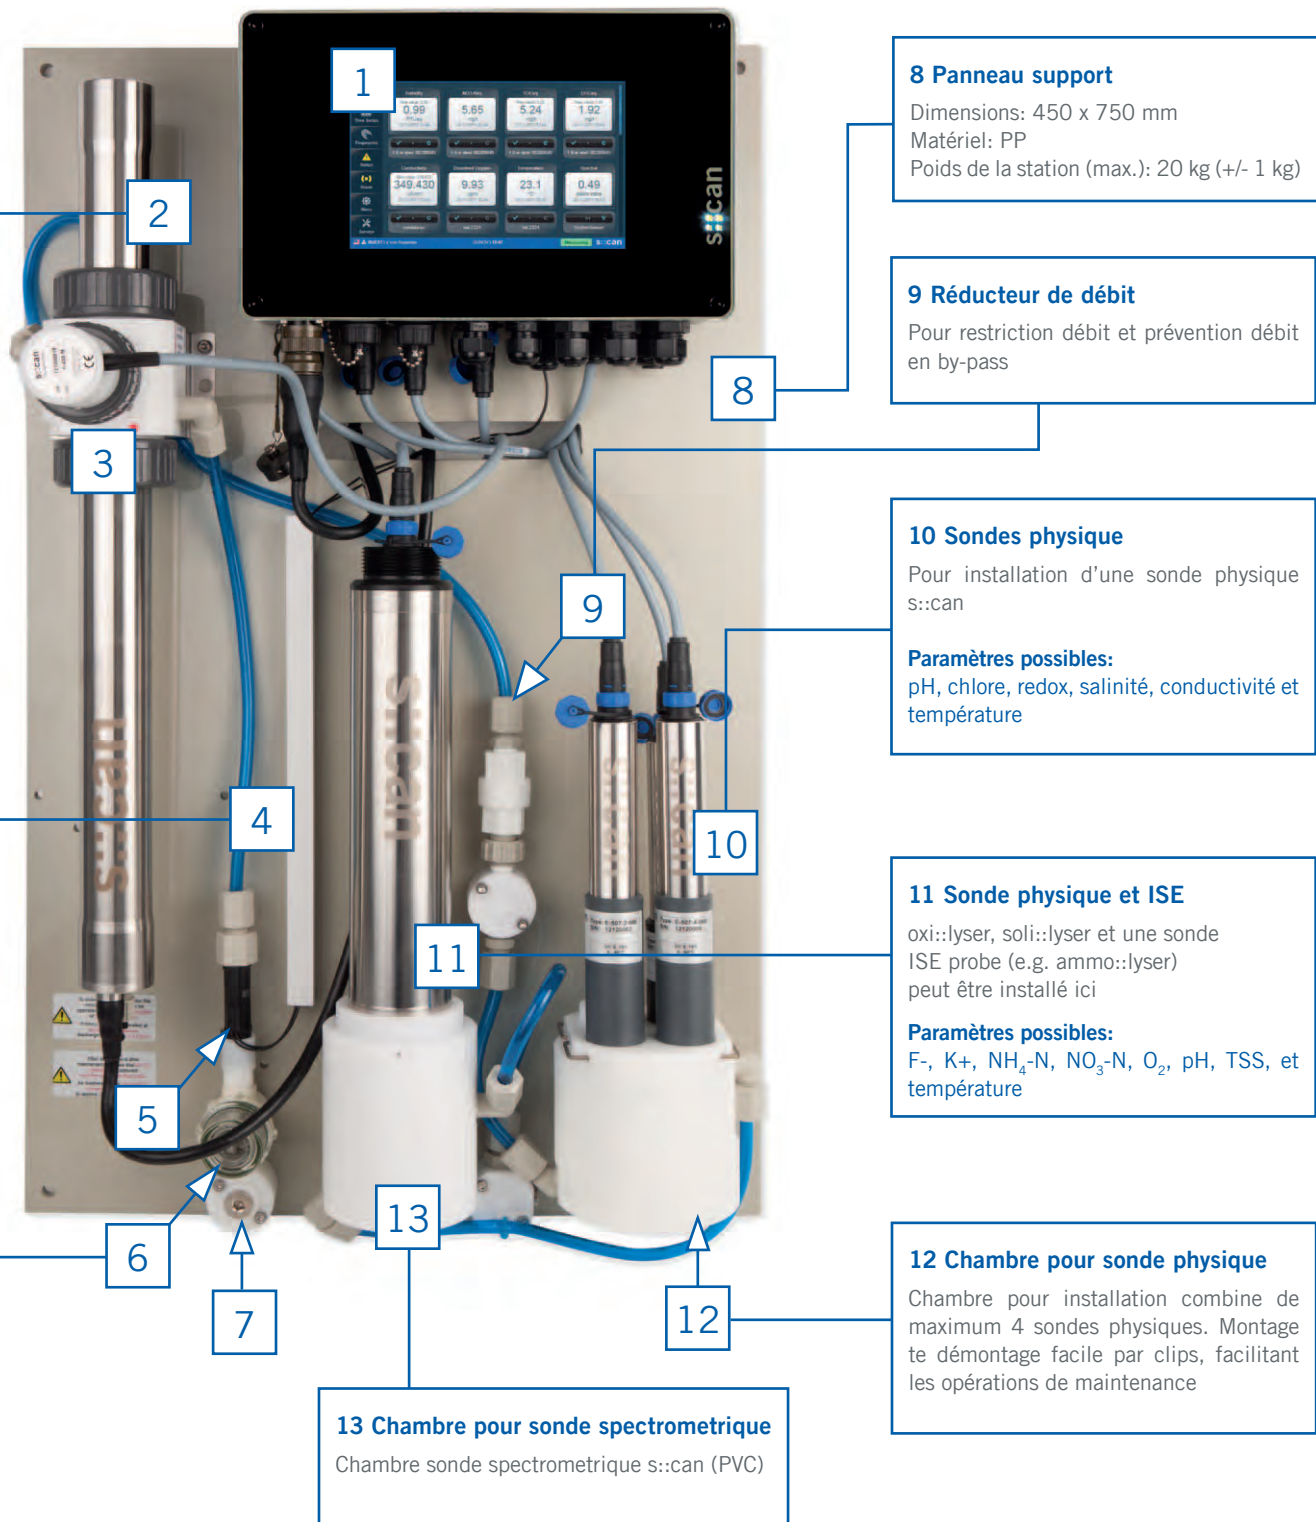 1
0.99
5.65
5.24
1.92
349.430
9.93
23.1
0.49
s::can
s::can
2
3
4
5
6
7
8
9
10
11
12
13
s::can
s::can
s::can
s::can
8 Panneau support
Dimensions: 450 x 750 mm
Matériel: PP
Poids de la station (max.): 20 kg (+/- 1 kg)
9 Réducteur de débit
Pour restriction débit et prévention débit
en by-pass
10 Sondes physique
Pour installation d'une sonde physique
s::can
Paramètres possibles:
pH, chlore, redox, salinité, conductivité et
température
11 Sonde physique et ISE
oxi::lyser, soli::lyser et une sonde
ISE probe (e.g. ammo::lyser)
peut être installé ici
Paramètres possibles:
F-, K+, NH₄-N, NO₃-N, O₂, pH, TSS, et
température
12 Chambre pour sonde physique
Chambre pour installation combine de
maximum 4 sondes physiques. Montage
te démontage facile par clips, facilitant
les opérations de maintenance
13 Chambre pour sonde spectrometrique
Chambre sonde spectrometrique s::can (PVC)